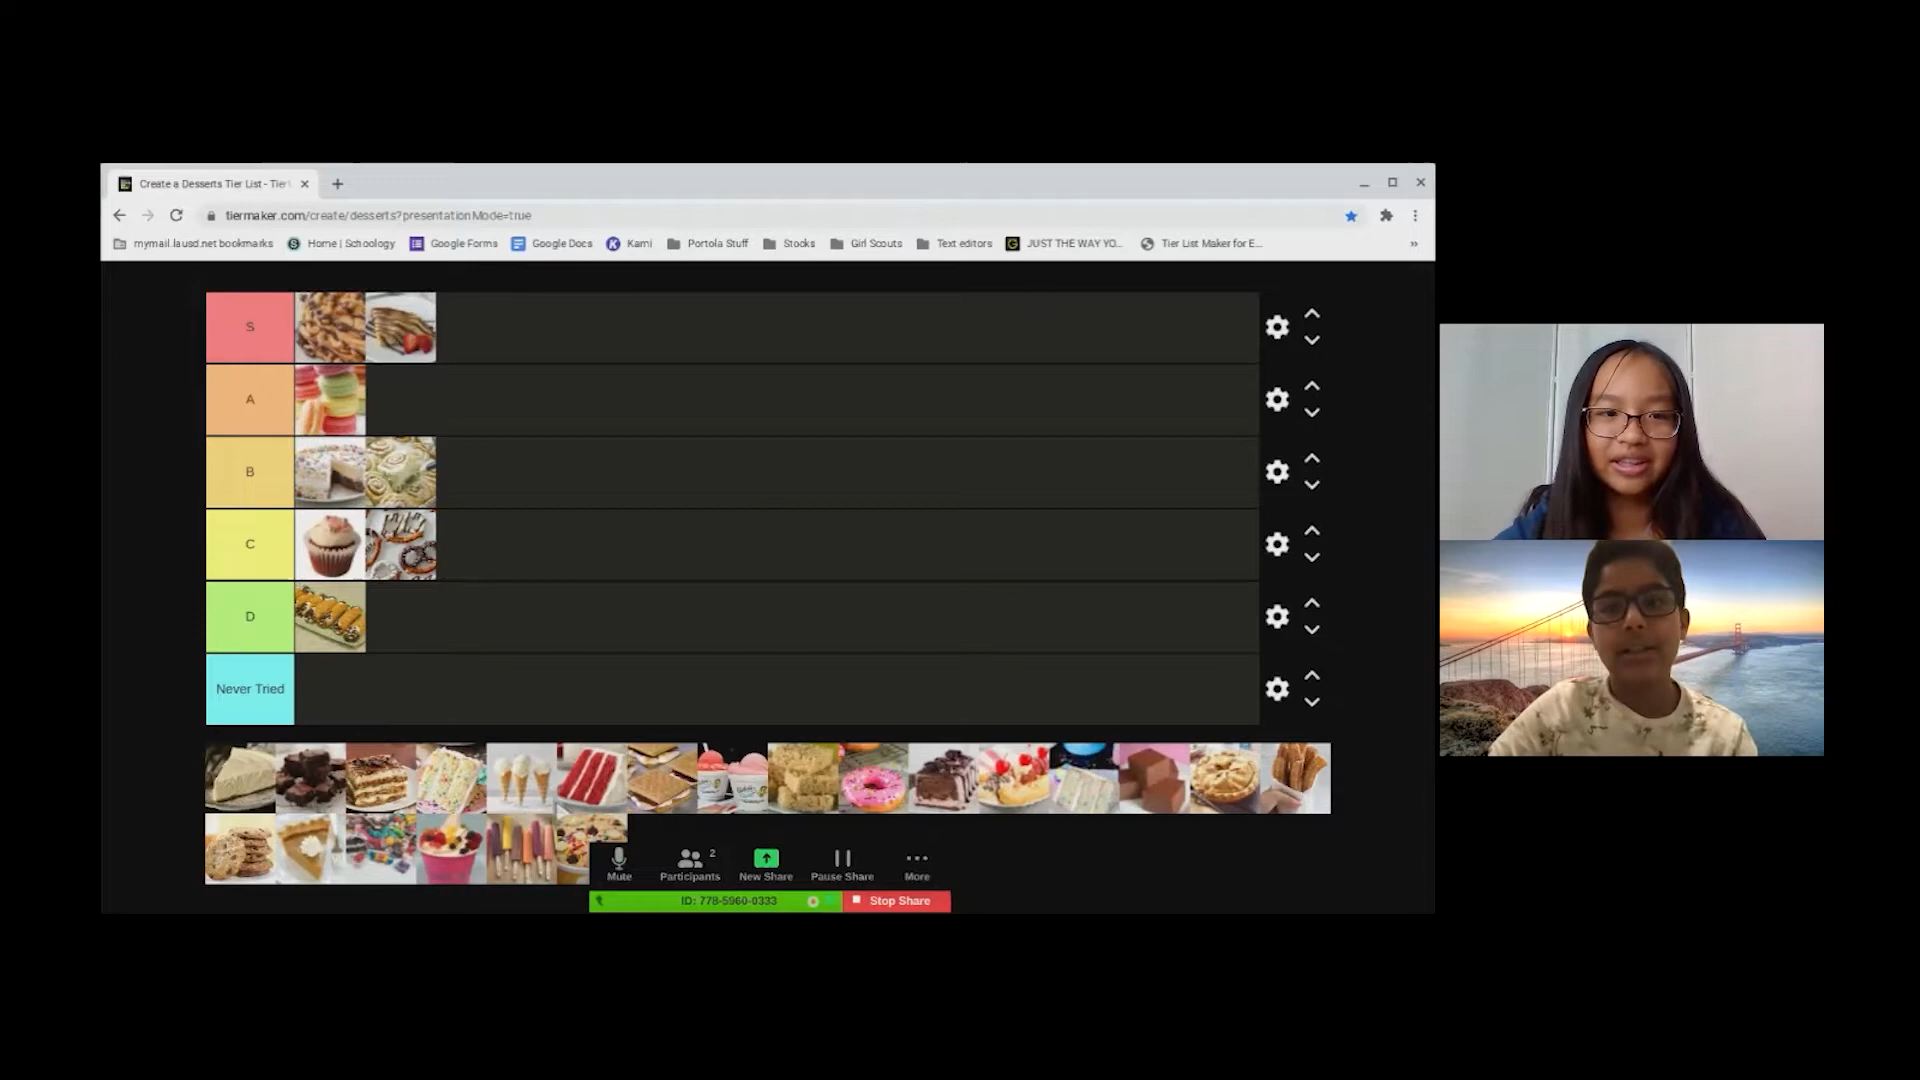 Create a Desserts Tier List - Tier
tiermaker.com/create/desserts?presentationMode=true
mymail.lausd.net bookmarks Home | Schoology Google Forms Google Docs Kami Portola Stuff Stocks Girl Scouts Text editors JUST THE WAY YO... Tier List Maker for E... »
S
A
B
C
D
Never Tried
2
Mute Participants New Share Pause Share More
ID: 778-5960-0333 Stop Share